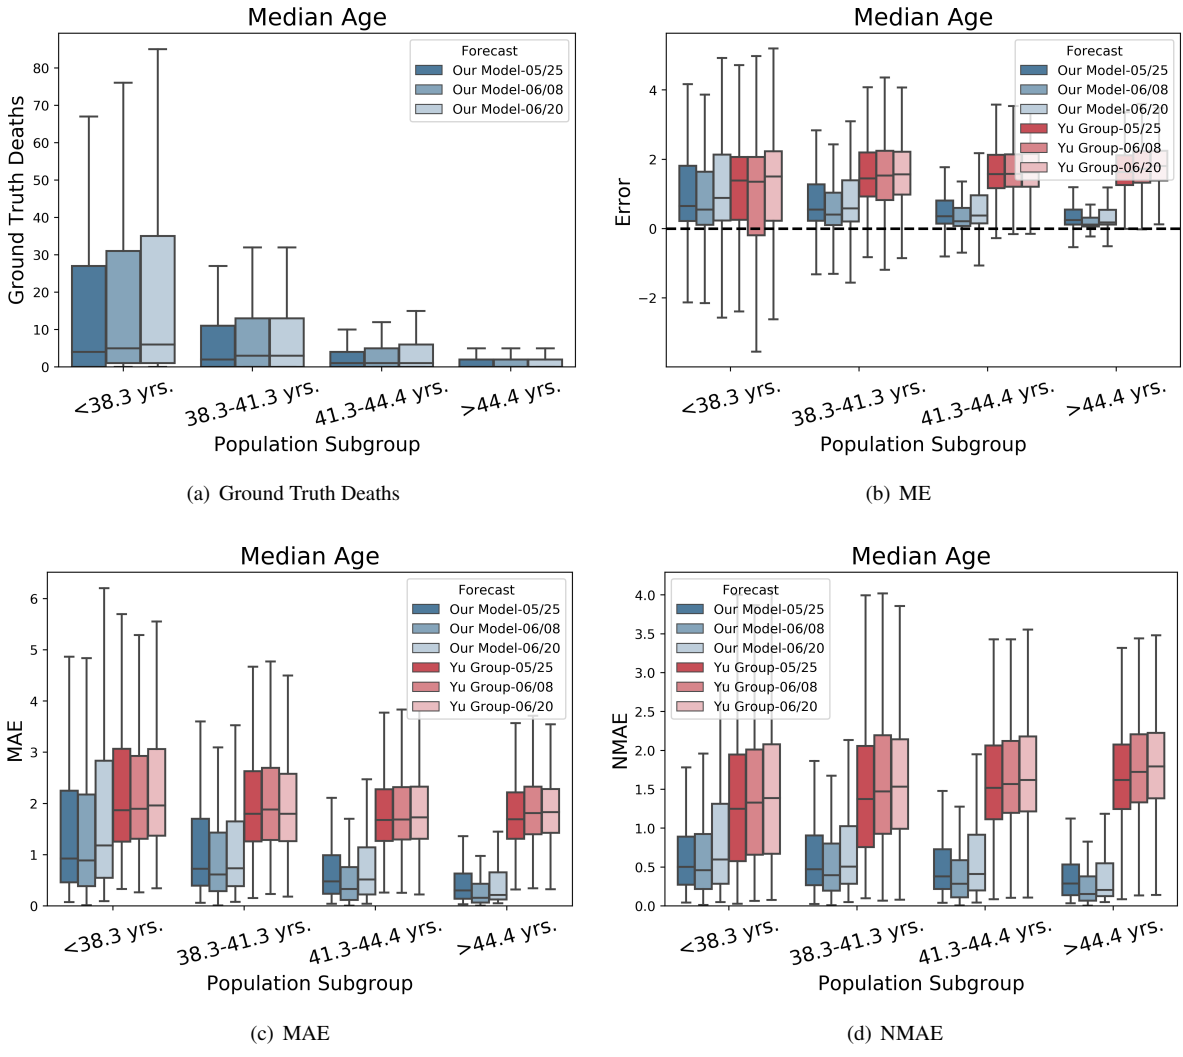 Median Age
Ground Truth Deaths
80
70
60
50
40
30
20
10
0
Forecast
Our Model-05/25
Our Model-06/08
Our Model-06/20
<38.3 yrs.
38.3-41.3 yrs.
41.3-44.4 yrs.
>44.4 yrs.
Population Subgroup
(a) Ground Truth Deaths
Median Age
Error
4
2
0
−2
Forecast
Our Model-05/25
Our Model-06/08
Our Model-06/20
Yu Group-05/25
Yu Group-06/08
Yu Group-06/20
<38.3 yrs.
38.3-41.3 yrs.
41.3-44.4 yrs.
>44.4 yrs.
Population Subgroup
(b) ME
Median Age
MAE
6
5
4
3
2
1
0
Forecast
Our Model-05/25
Our Model-06/08
Our Model-06/20
Yu Group-05/25
Yu Group-06/08
Yu Group-06/20
<38.3 yrs.
38.3-41.3 yrs.
41.3-44.4 yrs.
>44.4 yrs.
Population Subgroup
(c) MAE
Median Age
NMAE
4.0
3.5
3.0
2.5
2.0
1.5
1.0
0.5
0.0
Forecast
Our Model-05/25
Our Model-06/08
Our Model-06/20
Yu Group-05/25
Yu Group-06/08
Yu Group-06/20
<38.3 yrs.
38.3-41.3 yrs.
41.3-44.4 yrs.
>44.4 yrs.
Population Subgroup
(d) NMAE